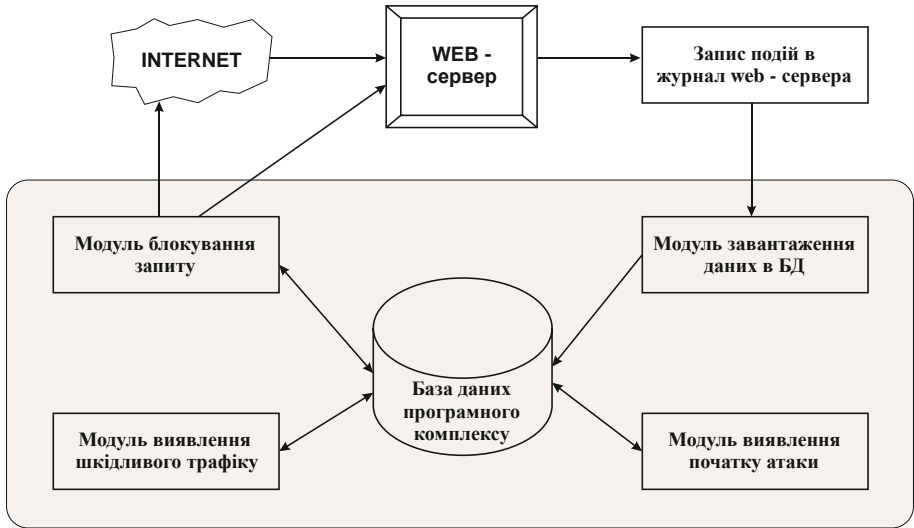 INTERNET
WEB -
сервер
Запис подій в
журнал web - сервера
Модуль блокування
запиту
Модуль завантаження
даних в БД
База даних
програмного
комплексу
Модуль виявлення
шкідливого трафіку
Модуль виявлення
початку атаки